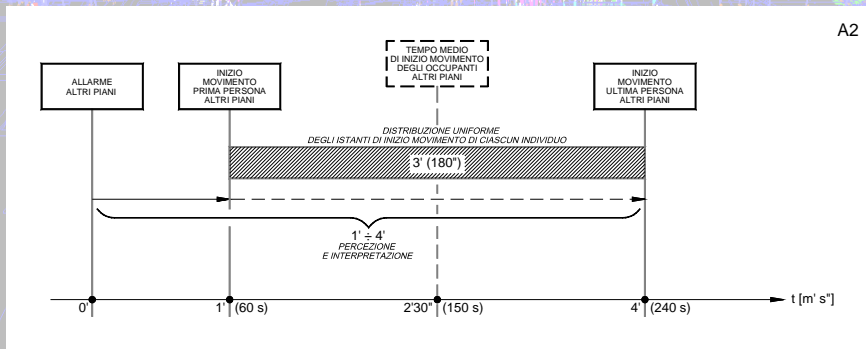 A2
ALLARME
ALTRI PIANI
INIZIO
MOVIMENTO
PRIMA PERSONA
ALTRI PIANI
TEMPO MEDIO
DI INIZIO MOVIMENTO
DEGLI OCCUPANTI
ALTRI PIANI
INIZIO
MOVIMENTO
ULTIMA PERSONA
ALTRI PIANI
DISTRIBUZIONE UNIFORME
DEGLI ISTANTI DI INIZIO MOVIMENTO DI CIASCUN INDIVIDUO
3' (180")
1' ÷ 4'
PERCEZIONE
E INTERPRETAZIONE
0'
1' (60 s)
2'30" (150 s)
4' (240 s)
t [m' s"]